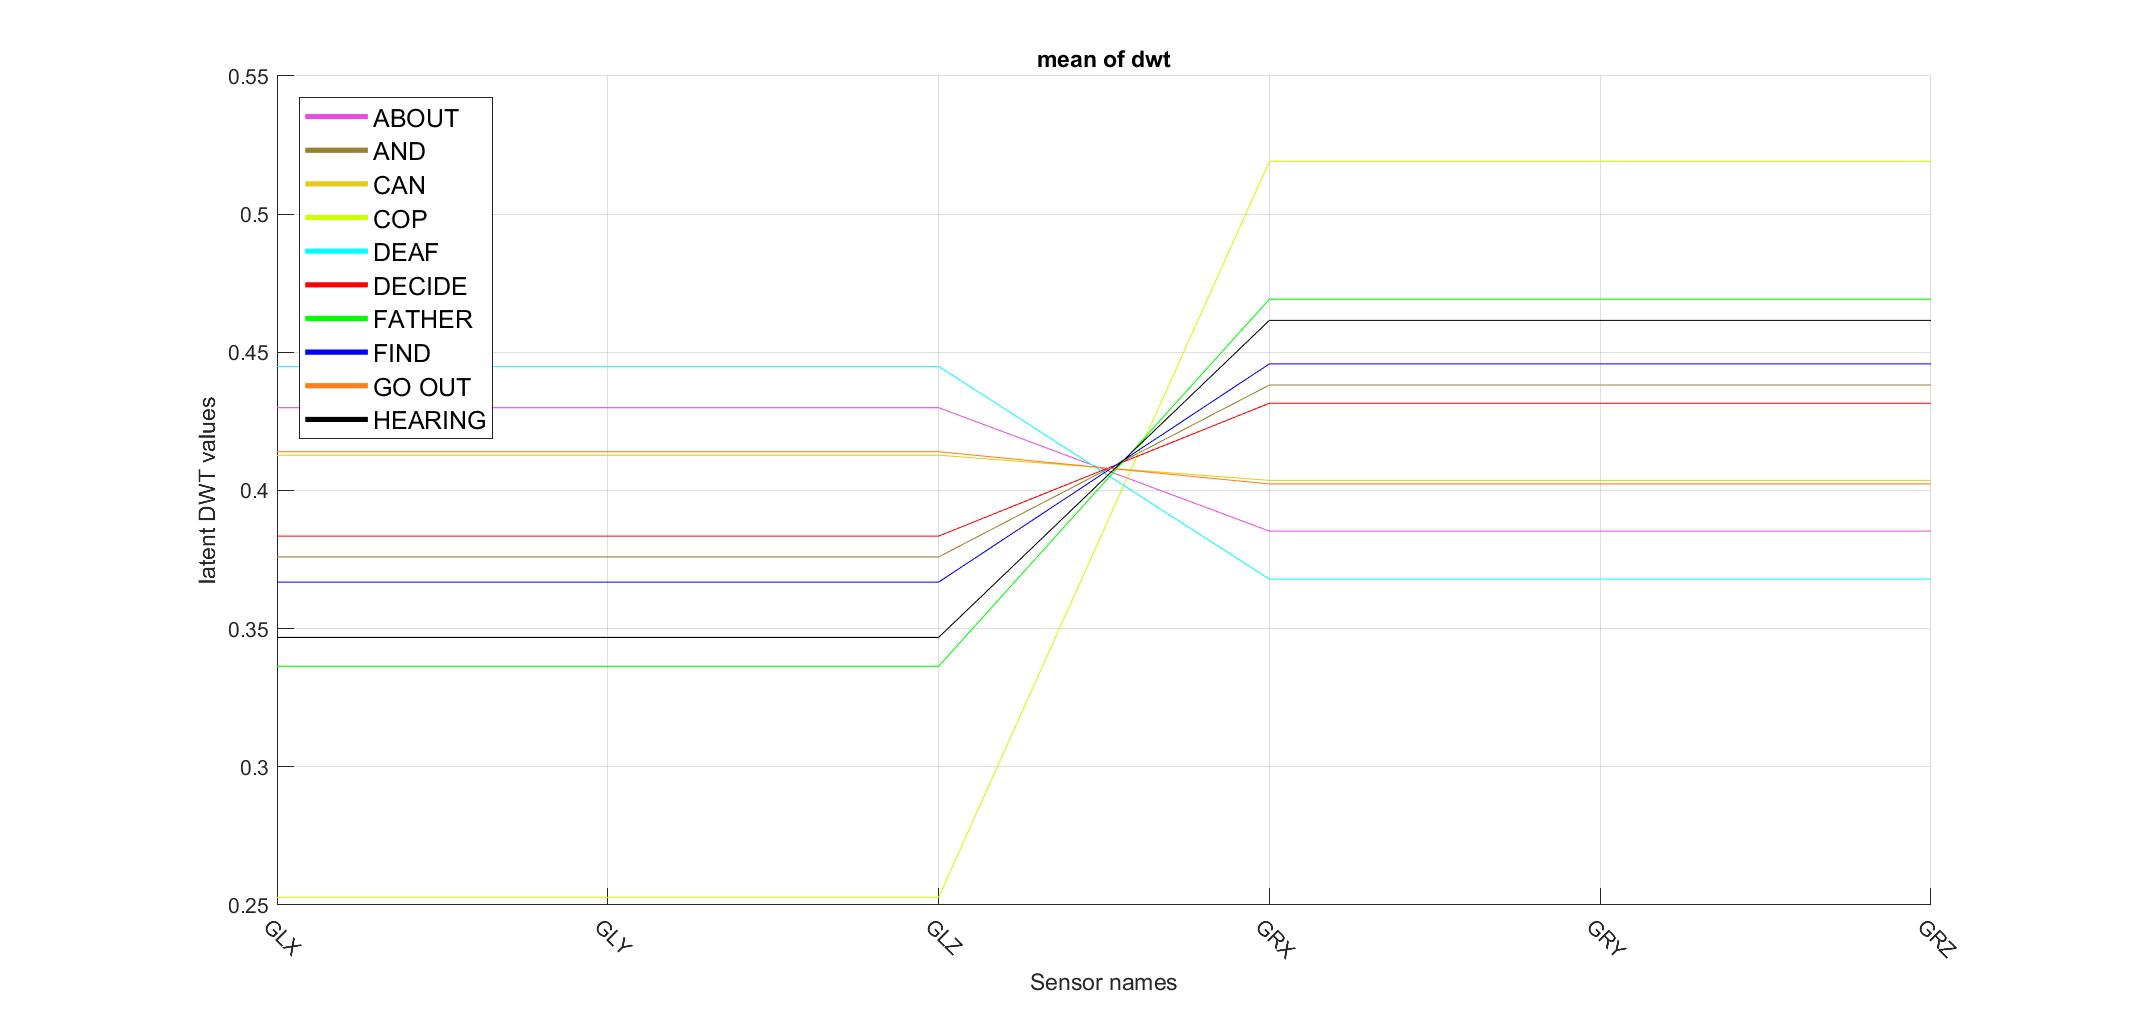 mean of dwt
0.55
0.5
0.45
0.4
0.35
0.3
0.25
latent DWT values
ABOUT
AND
CAN
COP
DEAF
DECIDE
FATHER
FIND
GO OUT
HEARING
GLX
GLY
GLZ
GRX
GRY
GRZ
Sensor names